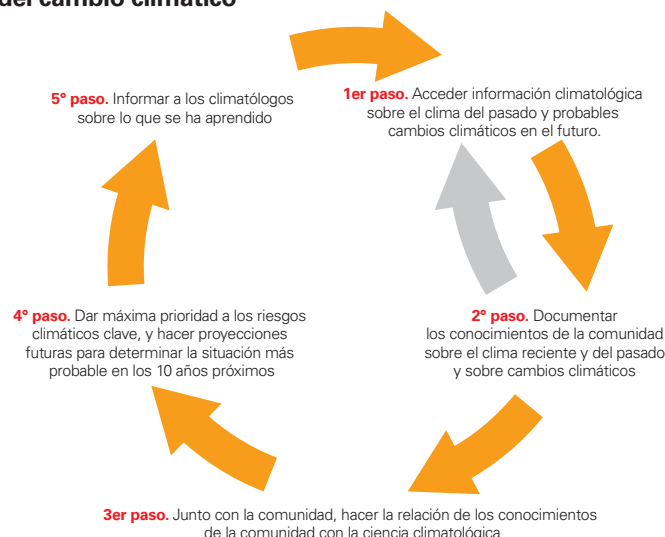 del cambio climático
1er paso. Acceder información climatológica
sobre el clima del pasado y probables
cambios climáticos en el futuro.
2° paso. Documentar
los conocimientos de la comunidad
sobre el clima reciente y del pasado
y sobre cambios climáticos
3er paso. Junto con la comunidad, hacer la relación de los conocimientos
de la comunidad con la ciencia climatológica
4° paso. Dar máxima prioridad a los riesgos
climáticos clave, y hacer proyecciones
futuras para determinar la situación más
probable en los 10 años próximos
5° paso. Informar a los climatólogos
sobre lo que se ha aprendido